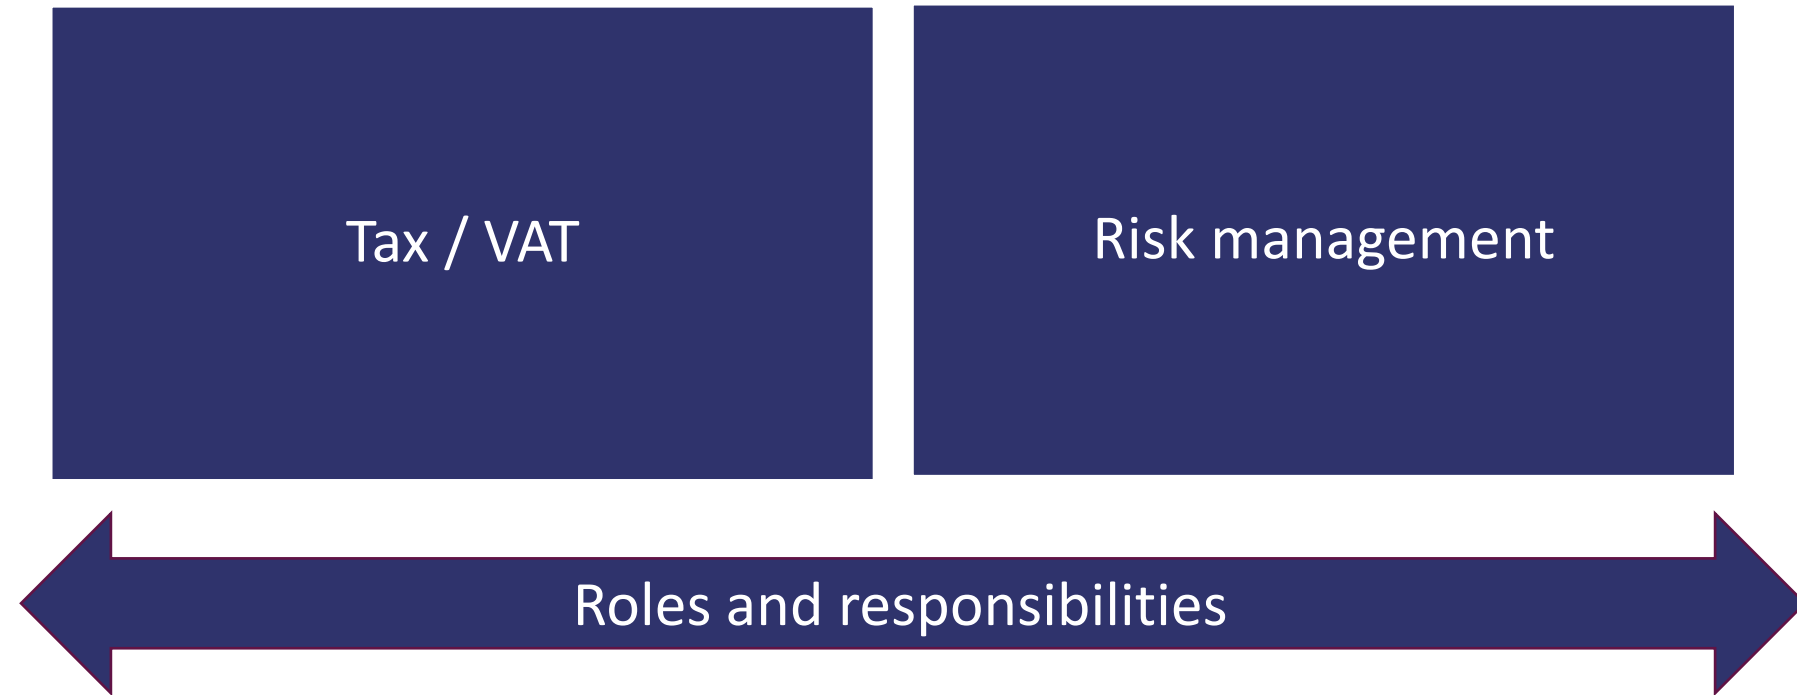 Tax / VAT
Risk management
Roles and responsibilities